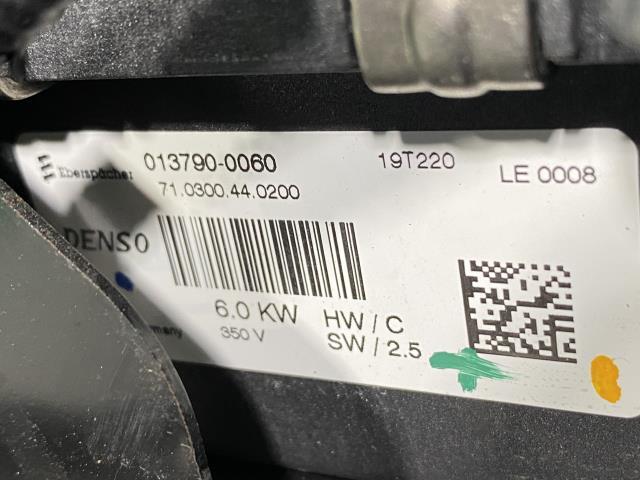 Eberspächer 013790-0060 19T220 LE 0008
71.0300.44.0200
DENSO
6.0 KW HW / C
350 V SW / 2.5